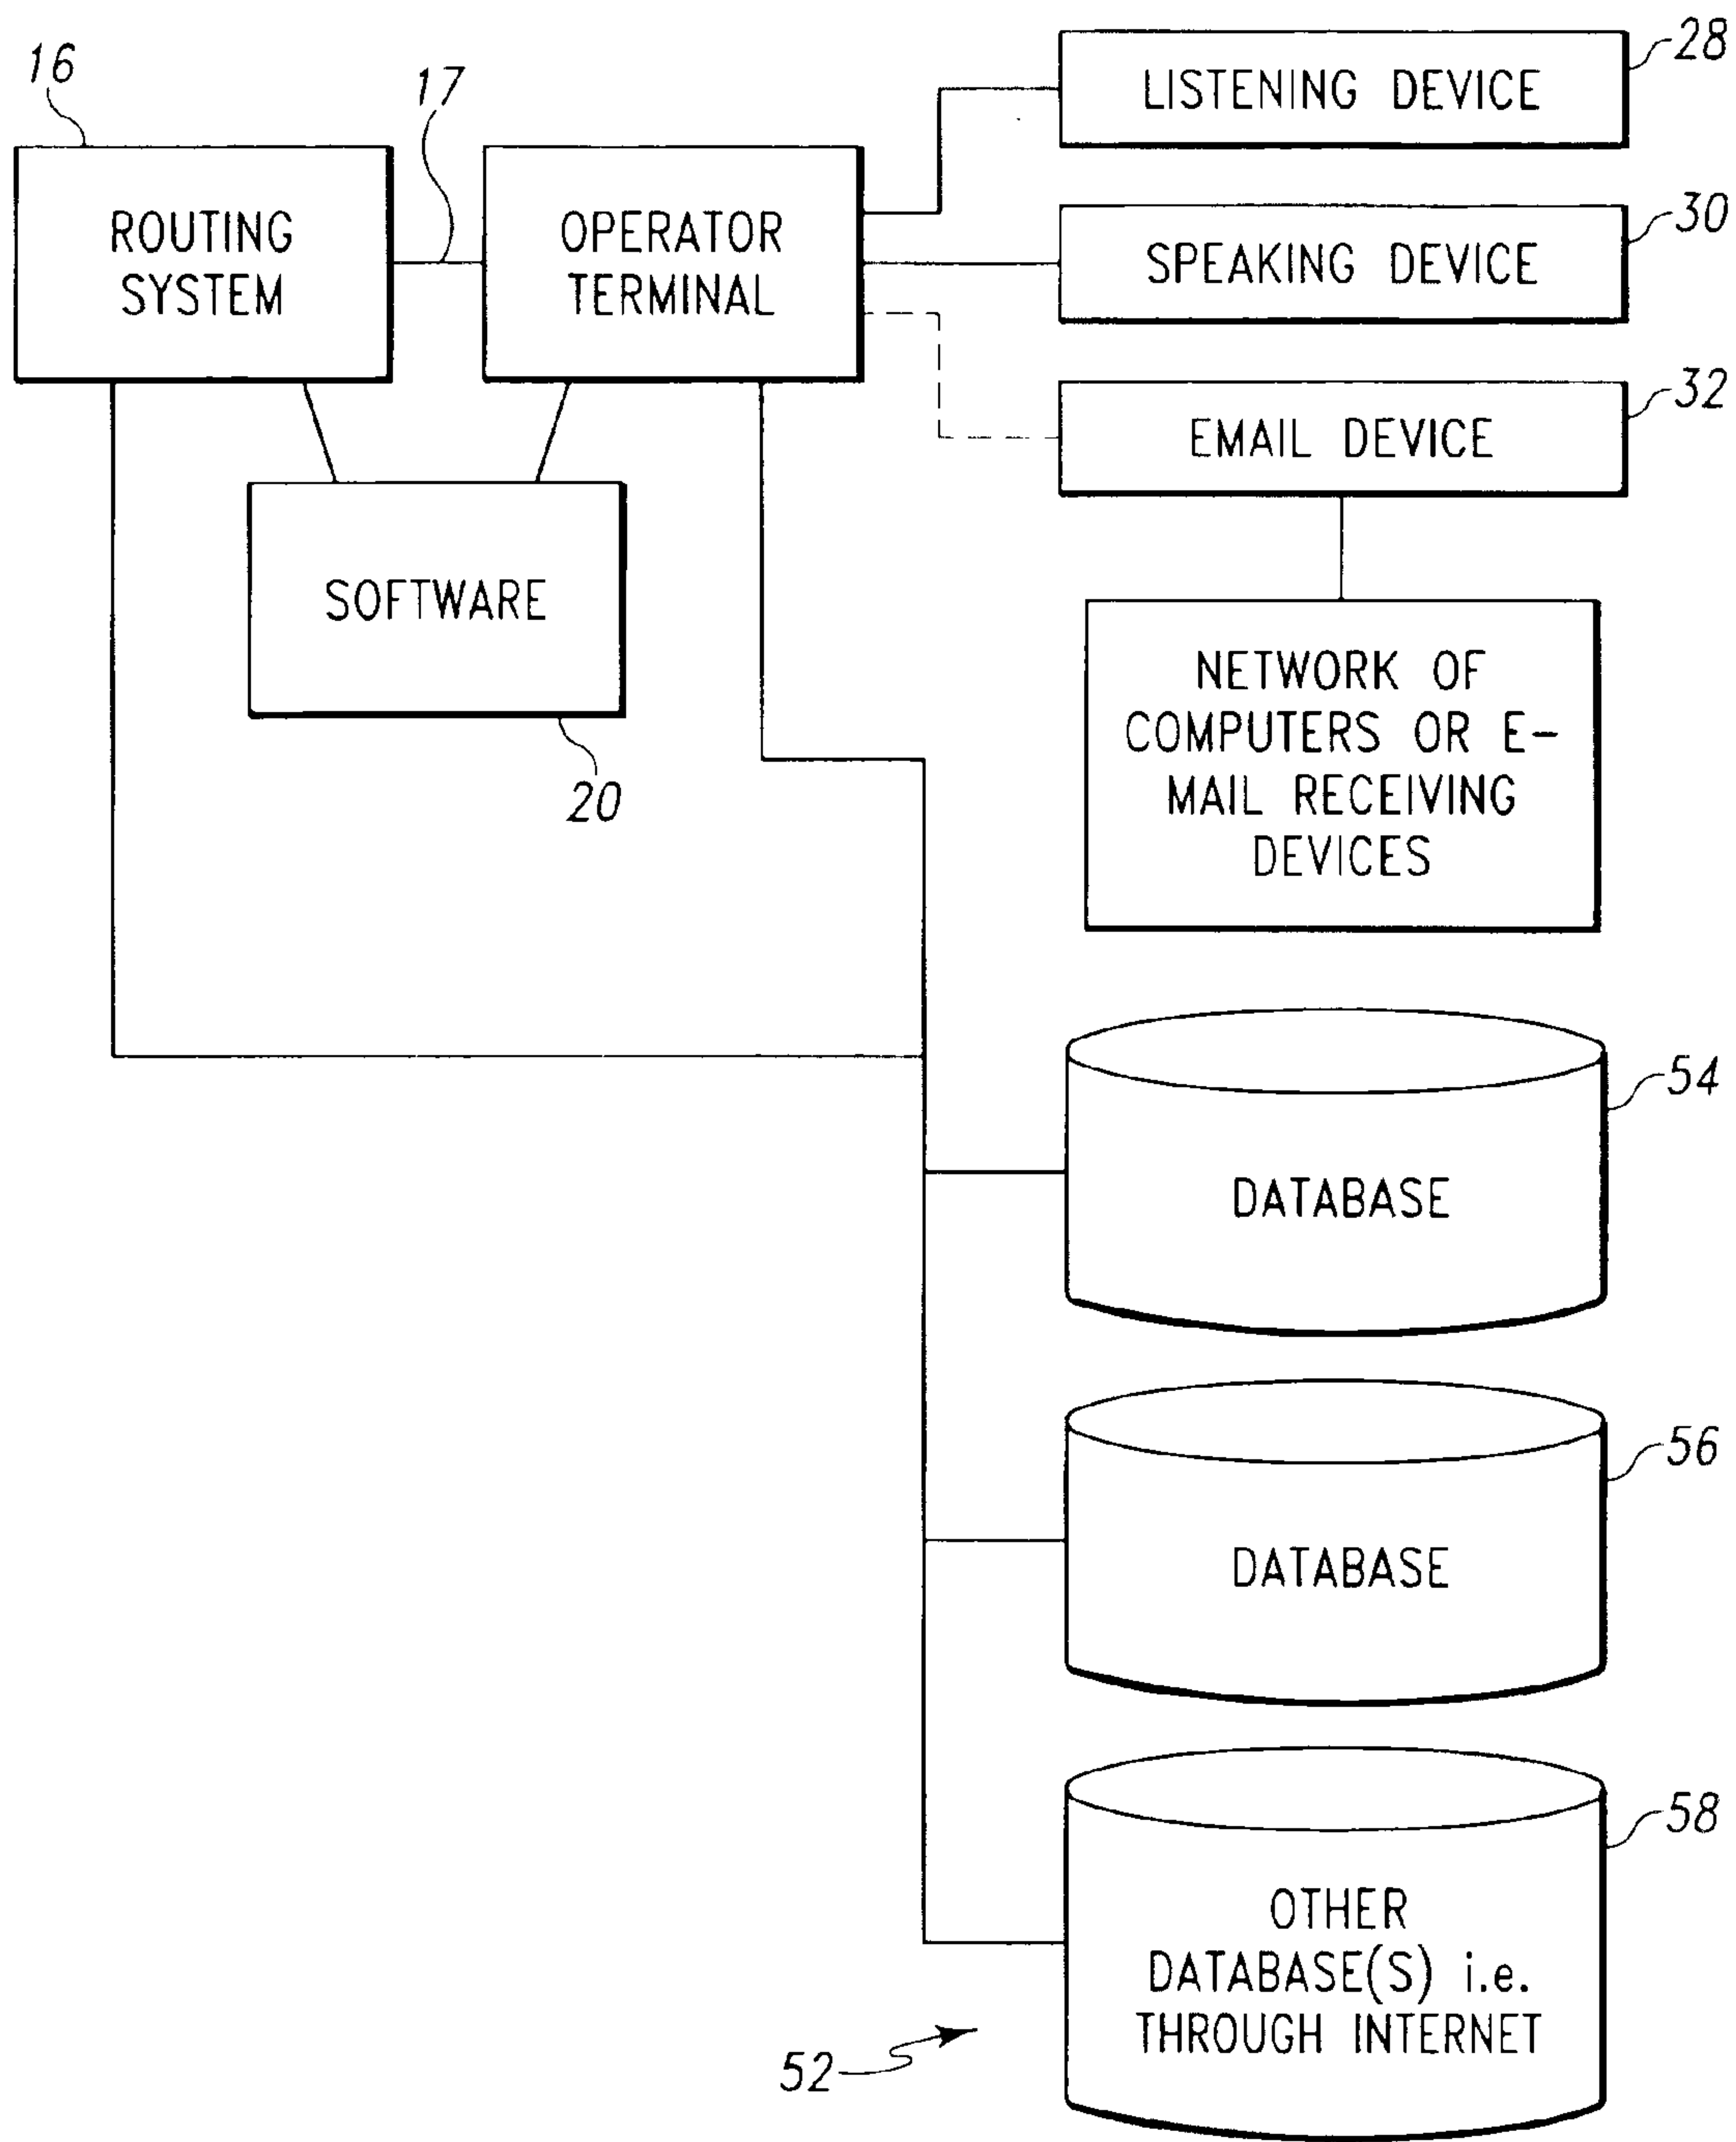 16
17
28
LISTENING DEVICE
ROUTING
SYSTEM
OPERATOR
TERMINAL
30
SPEAKING DEVICE
32
EMAIL DEVICE
SOFTWARE
20
NETWORK OF
COMPUTERS OR E-
MAIL RECEIVING
DEVICES
54
DATABASE
56
DATABASE
58
OTHER
DATABASE(S) i.e.
THROUGH INTERNET
52